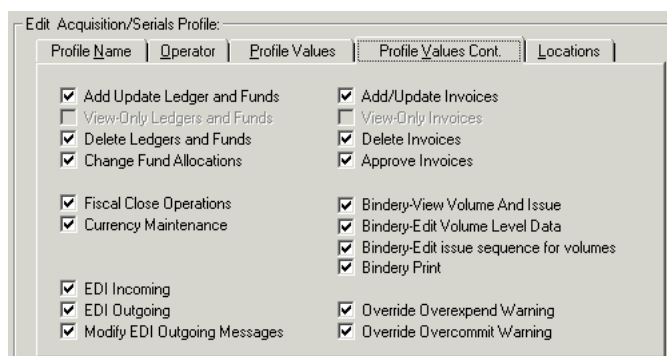 Edit Acquisition/Serials Profile:
Profile Name
Operator
Profile Values
Profile Values Cont.
Locations
Add Update Ledger and Funds
View-Only Ledgers and Funds
Delete Ledgers and Funds
Change Fund Allocations
Fiscal Close Operations
Currency Maintenance
EDI Incoming
EDI Outgoing
Modify EDI Outgoing Messages
Add/Update Invoices
View-Only Invoices
Delete Invoices
Approve Invoices
Bindery-View Volume And Issue
Bindery-Edit Volume Level Data
Bindery-Edit issue sequence for volumes
Bindery Print
Override Overexpend Warning
Override Overcommit Warning